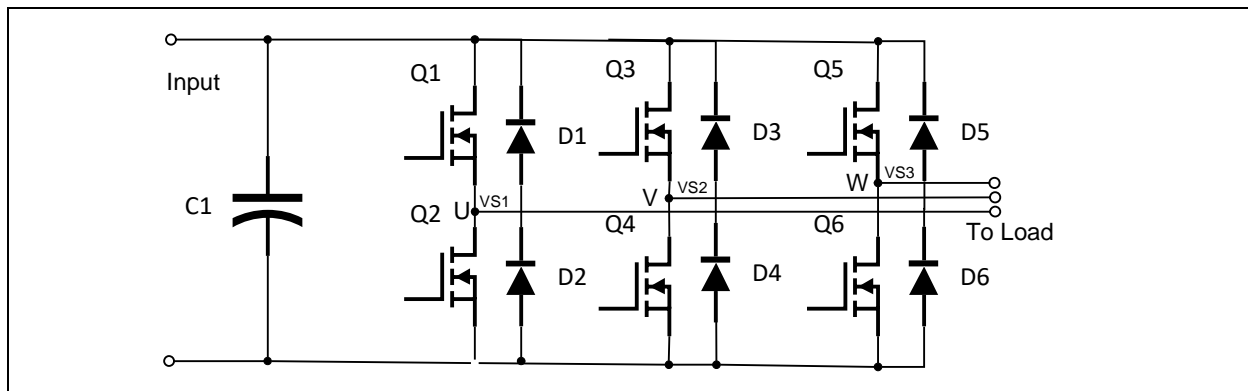 Input
C1
Q1
D1
Q3
D3
Q5
D5
U
VS1
V
VS2
W
VS3
Q2
D2
Q4
D4
Q6
D6
To Load